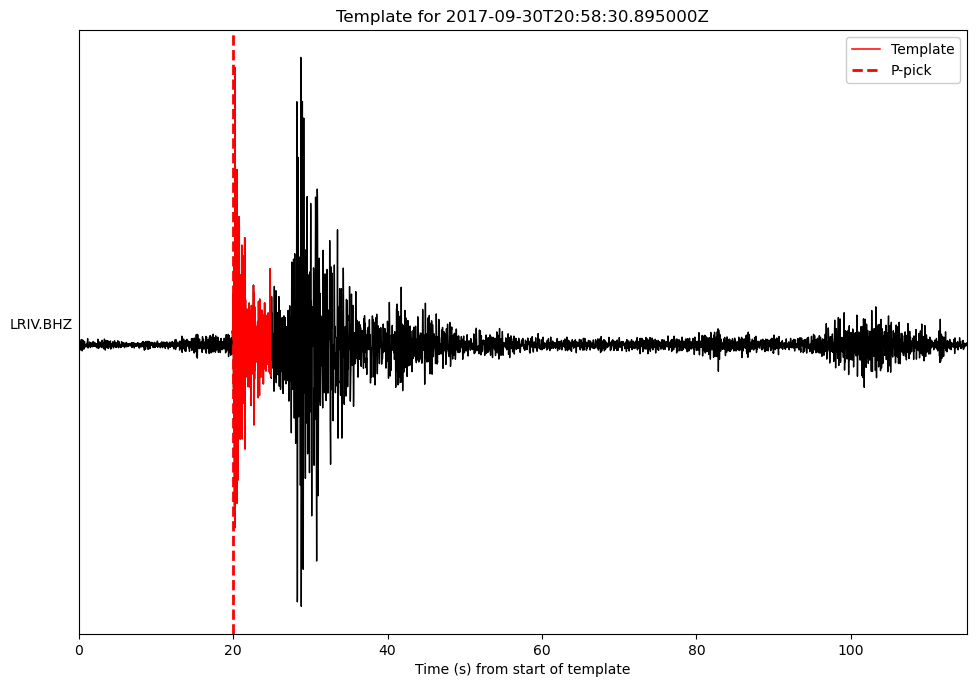 Template for 2017-09-30T20:58:30.895000Z
Template
P-pick
LRIV.BHZ
0 20 40 60 80 100
Time (s) from start of template